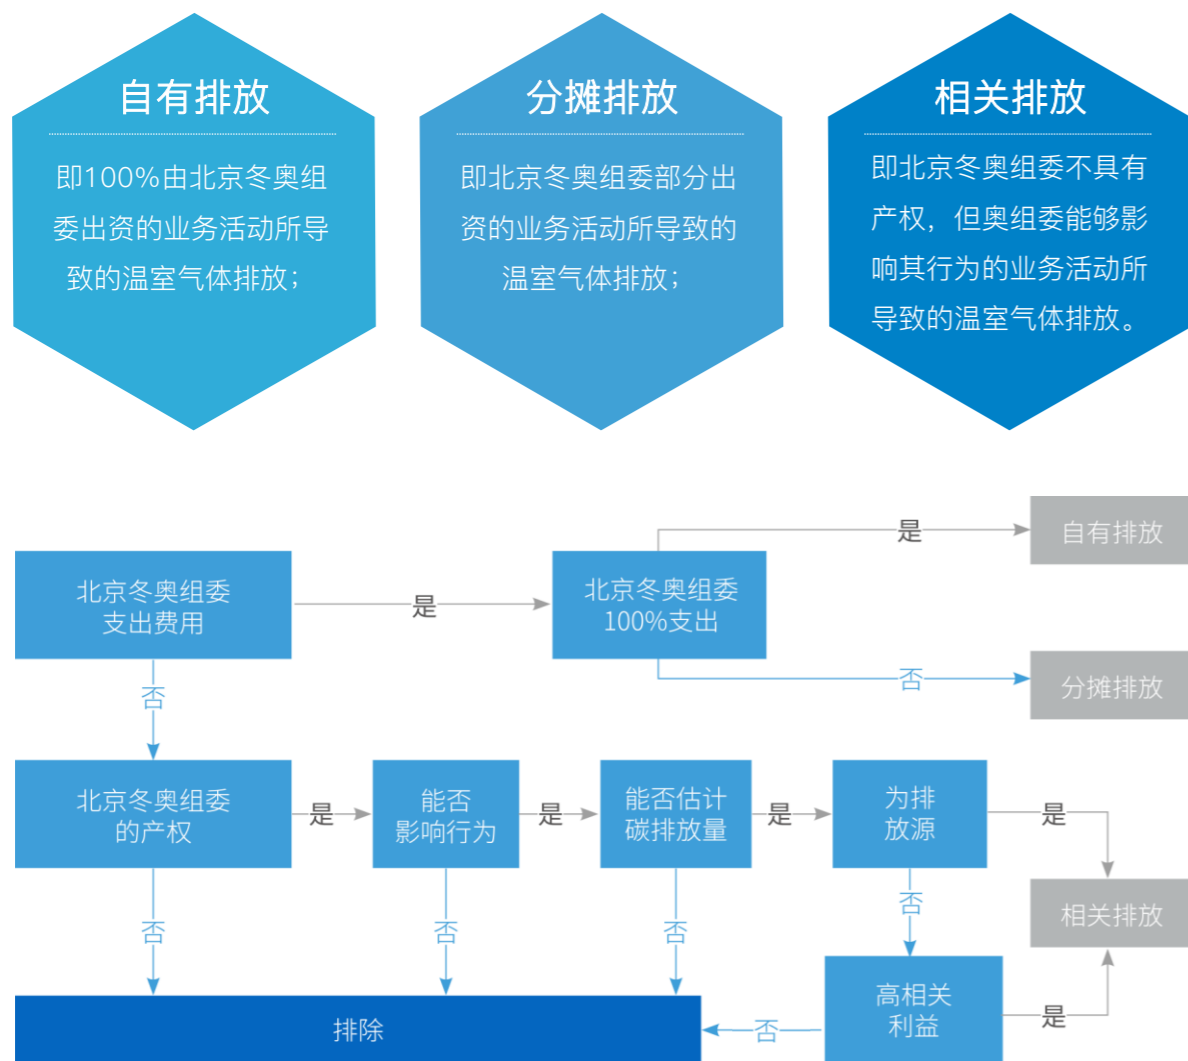 自有排放
即100%由北京冬奥组
委出资的业务活动所导
致的温室气体排放；
分摊排放
即北京冬奥组委部分出
资的业务活动所导致的
温室气体排放；
相关排放
即北京冬奥组委不具有
产权，但奥组委能够影
响其行为的业务活动所
导致的温室气体排放。
北京冬奥组委
支出费用
是
北京冬奥组委
100%支出
是
自有排放
否
分摊排放
否
北京冬奥组委
的产权
是
能否
影响行为
是
能否估计
碳排放量
是
为排
放源
是
相关排放
否
否
否
否
高相关
利益
是
否
排除